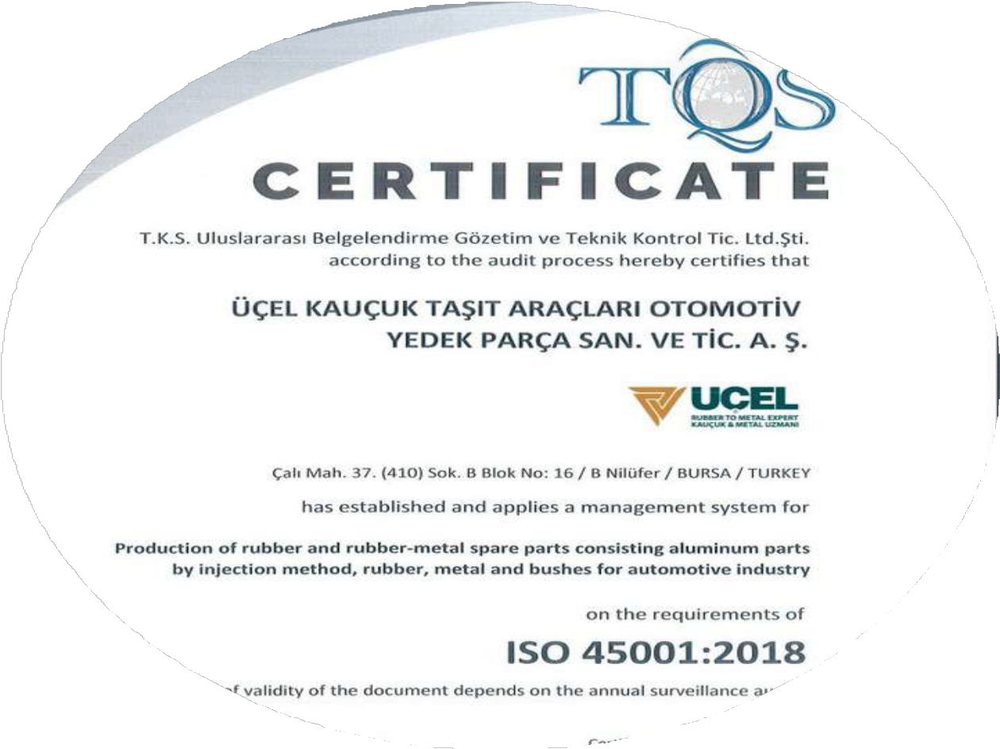 TQS
CERTIFICATE
T.K.S. Uluslararası Belgelendirme Gözetim ve Teknik Kontrol Tic. Ltd.Şti.
according to the audit process hereby certifies that
ÜÇEL KAUÇUK TAŞIT ARAÇLARI OTOMOTİV
YEDEK PARÇA SAN. VE TİC. A. Ş.
UÇEL
RUBBER TO METAL EXPERT
KAUÇUK & METAL UZMANI
Çalı Mah. 37. (410) Sok. B Blok No: 16 / B Nilüfer / BURSA / TURKEY
has established and applies a management system for
Production of rubber and rubber-metal spare parts consisting aluminum parts
by injection method, rubber, metal and bushes for automotive industry
on the requirements of
ISO 45001:2018
of validity of the document depends on the annual surveillance